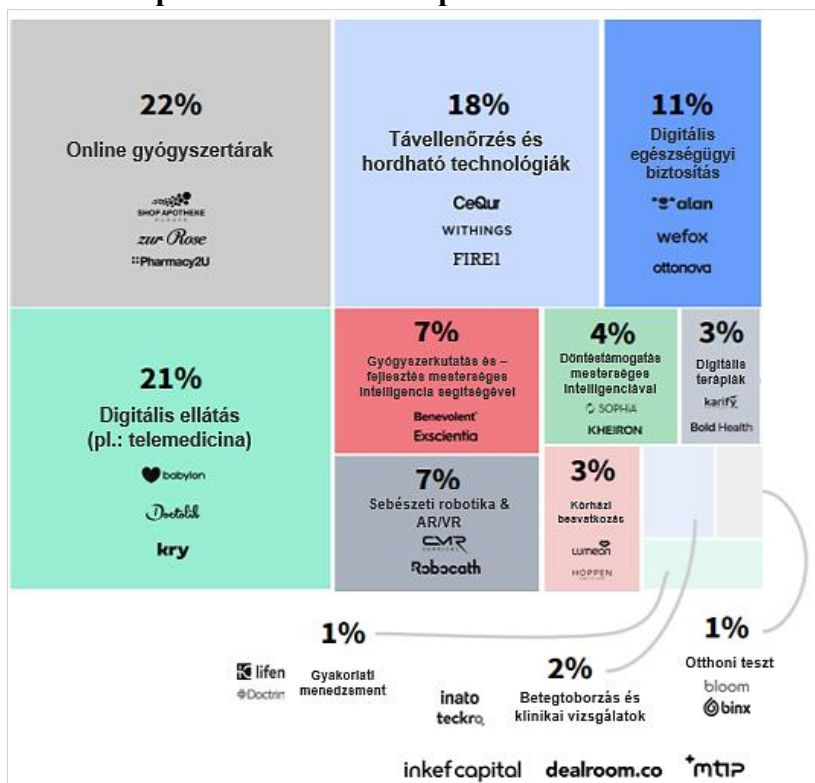 22%
Online gyógyszertárak
SHOP APOTHEKE
EUROPE
zur Rose
Pharmacy2U
18%
Távellenőrzés és
hordható technológiák
CeQur
WITHINGS
FIRE1
11%
Digitális
egészségügyi
biztosítás
alan
wefox
ottonova
21%
Digitális ellátás
(pl.: telemedicina)
babylon
Doctolib
kry
7%
Gyógyszerkutatás és –
fejlesztés mesterséges
intelligencia segítségével
Benevolent
Exscientia
4%
Döntéstámogatás
mesterséges
intelligenciával
SOPHiA
KHEIRON
3%
Digitális
terápiák
karify
Bold Health
7%
Sebészeti robotika &
AR/VR
CMR
SURGICAL
Robocath
3%
Kórházi
beavatkozás
Lumeon
HOPPEN
1%
lifen
Doctrin
Gyakorlati
menedzsment
2%
inato
teckro
Betegtoborzás és
klinikai vizsgálatok
1%
Otthoni teszt
bloom
binx
inkef capital
dealroom.co
+mtip